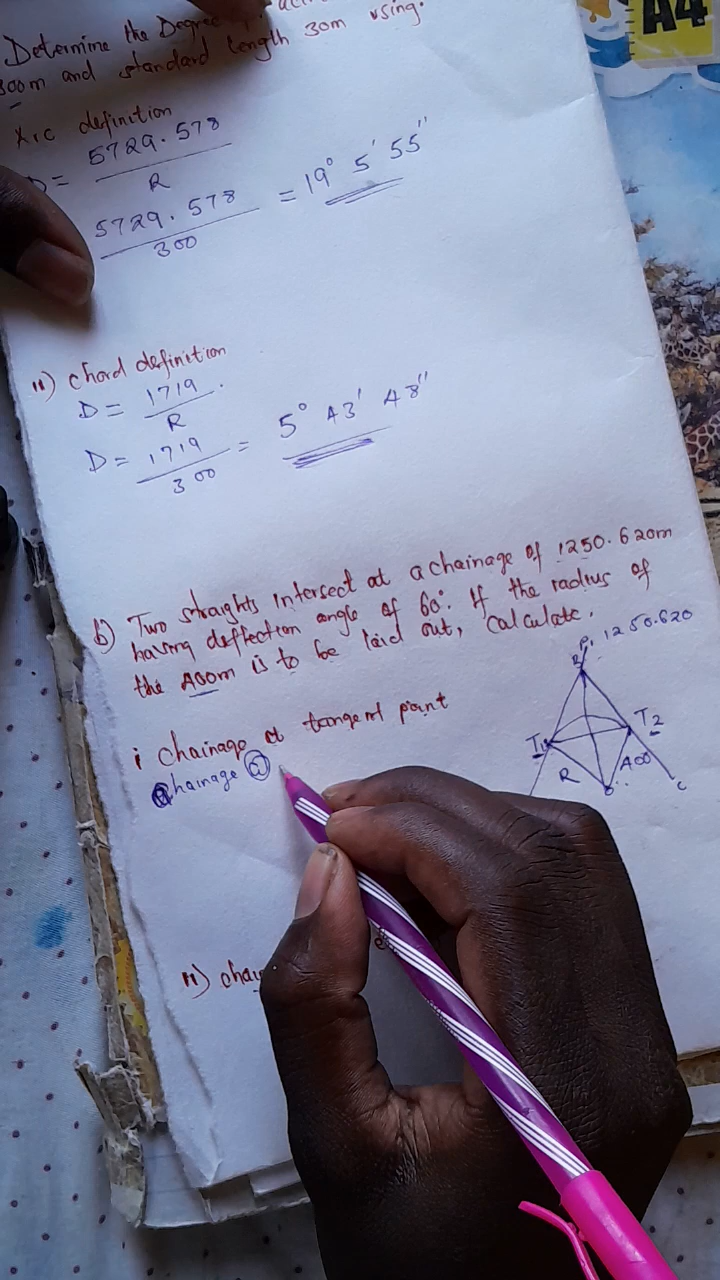 A4
Determine the Degree
300m and standard length 30m using.
Arc definition
D = 5729.578
R
5729.578 = 19° 5' 55"
300
11) chord definition
D = 1719
R
D = 1719 = 5° 43' 48"
300
b) Two straights intersect at a chainage of 1250.620m
having deflection angle of 60°. If the radius of
the 400m is to be laid out, calculate.
P, 1250.620
B
i chainage at tangent point
T1 T2
chainage @
R 400
O C
11)